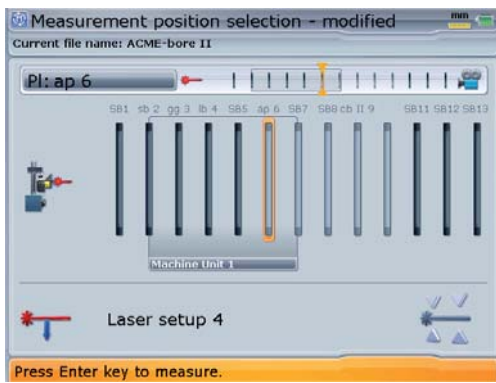 Measurement position selection - modified
mm
Current file name: ACME-bore II
Pl: ap 6
SB1 sb 2 gg 3 lb 4 SB5 ap 6 SB7 SB8 cb II 9 SB11 SB12 SB13
Machine Unit 1
Laser setup 4
Press Enter key to measure.